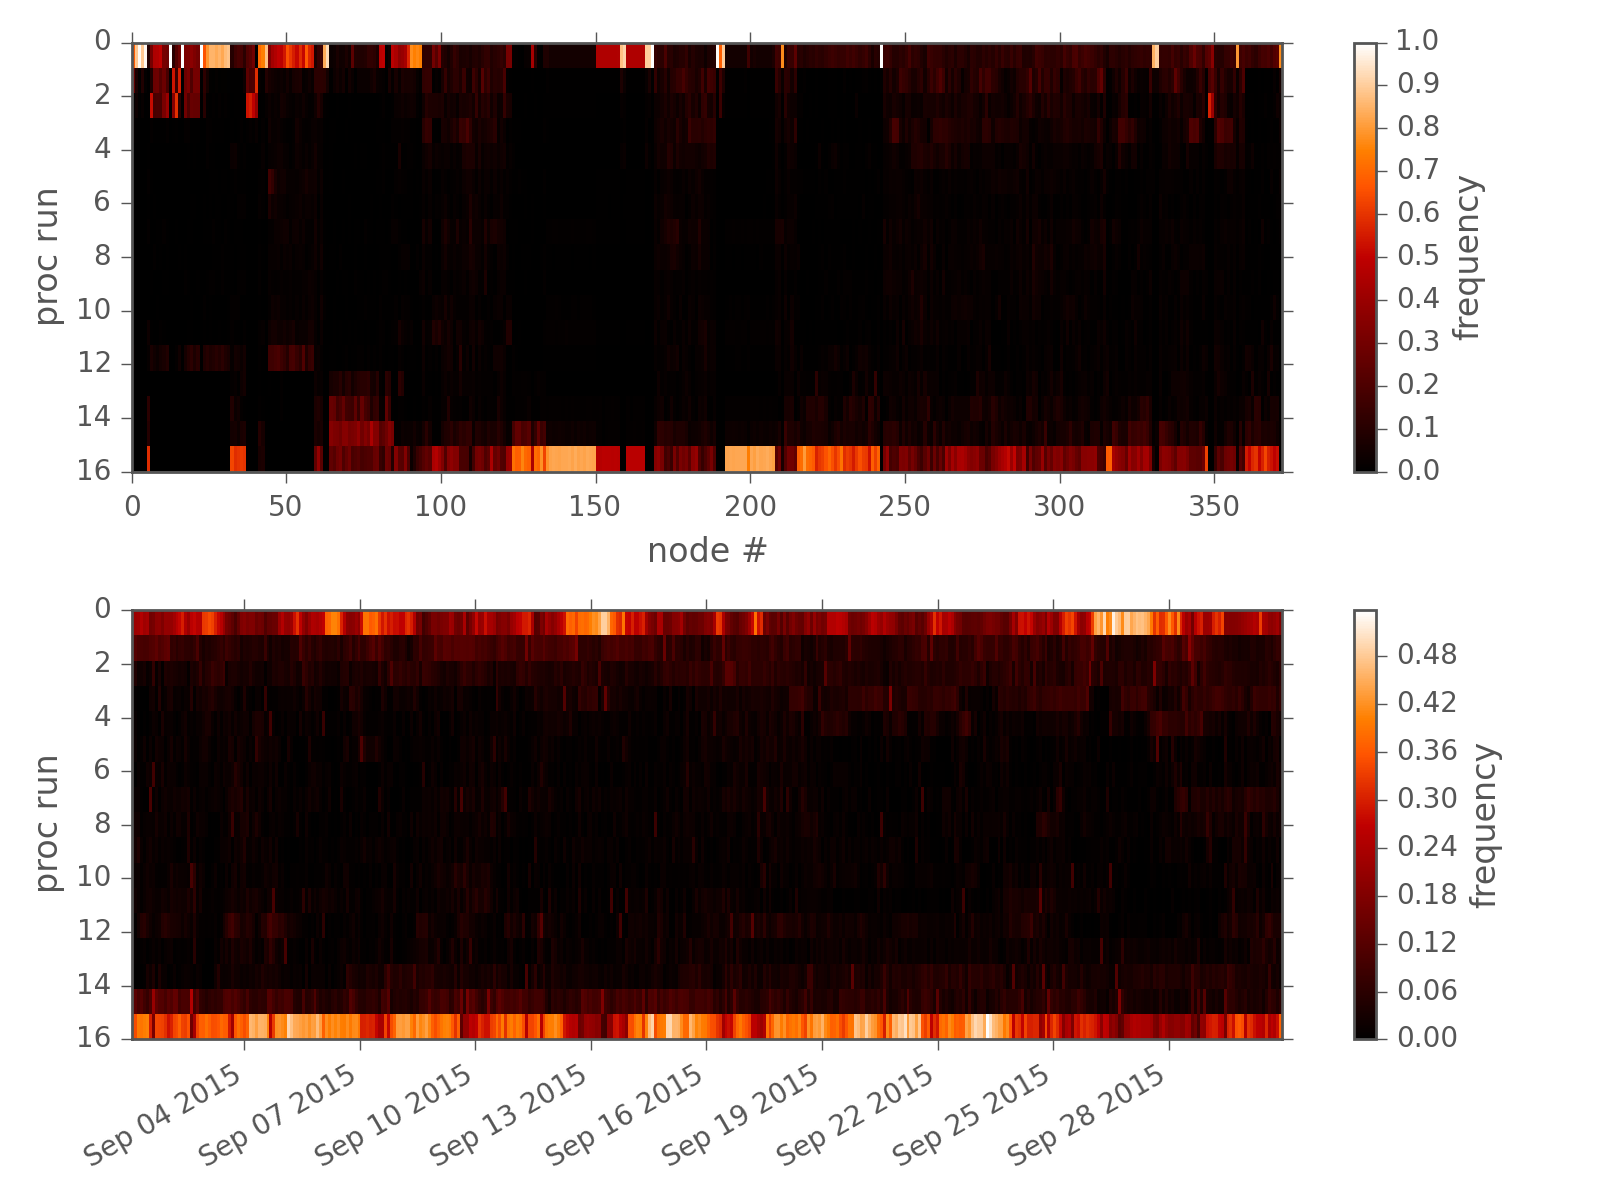 0
2
4
6
8
10
12
14
16
proc run
0 50 100 150 200 250 300 350
node #
1.0
0.9
0.8
0.7
0.6
0.5
0.4
0.3
0.2
0.1
0.0
frequency
0
2
4
6
8
10
12
14
16
proc run
Sep 04 2015
Sep 07 2015
Sep 10 2015
Sep 13 2015
Sep 16 2015
Sep 19 2015
Sep 22 2015
Sep 25 2015
Sep 28 2015
0.48
0.42
0.36
0.30
0.24
0.18
0.12
0.06
0.00
frequency